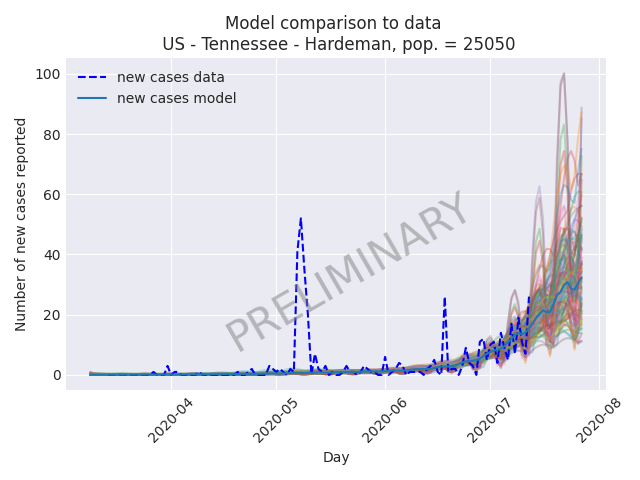 Model comparison to data
US - Tennessee - Hardeman, pop. = 25050
new cases data
new cases model
PRELIMINARY
Number of new cases reported
100
80
60
40
20
0
2020-04
2020-05
2020-06
2020-07
2020-08
Day